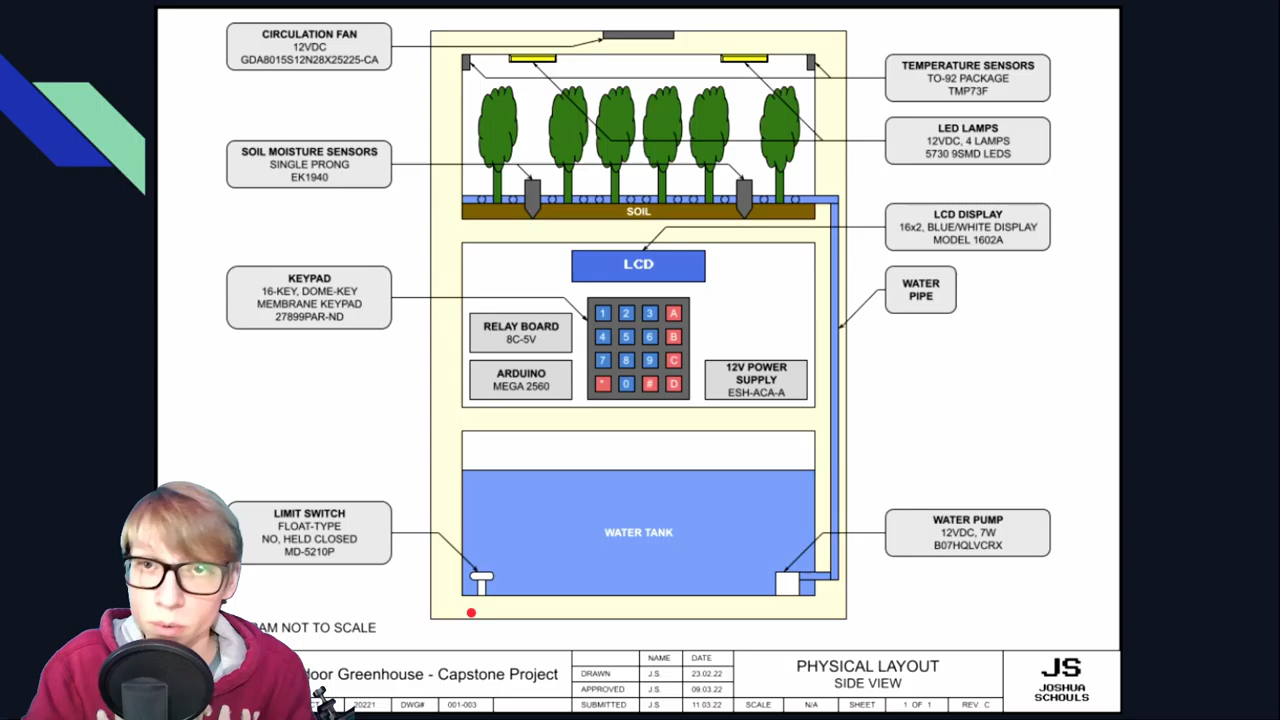 CIRCULATION FAN
12VDC
GDA8015S12N28X25225-CA
TEMPERATURE SENSORS
TO-92 PACKAGE
TMP73F
LED LAMPS
12VDC, 4 LAMPS
5730 9SMD LEDS
SOIL MOISTURE SENSORS
SINGLE PRONG
EK1940
SOIL
LCD DISPLAY
16x2, BLUE/WHITE DISPLAY
MODEL 1602A
LCD
KEYPAD
16-KEY, DOME-KEY
MEMBRANE KEYPAD
27899PAR-ND
WATER
PIPE
1 2 3 A
4 5 6 B
7 8 9 C
* 0 # D
RELAY BOARD
8C-5V
ARDUINO
MEGA 2560
12V POWER
SUPPLY
ESH-ACA-A
WATER TANK
LIMIT SWITCH
FLOAT-TYPE
NO, HELD CLOSED
MD-5210P
WATER PUMP
12VDC, 7W
B07HQLVCRX
AM NOT TO SCALE
oor Greenhouse - Capstone Project
NAME DATE
DRAWN J.S. 23.02.22
APPROVED J.S. 09.03.22
SUBMITTED J.S. 11.03.22
PHYSICAL LAYOUT
SIDE VIEW
JS
JOSHUA
SCHOULS
20221 DWG# 001-003
SCALE N/A SHEET 1 OF 1 REV C